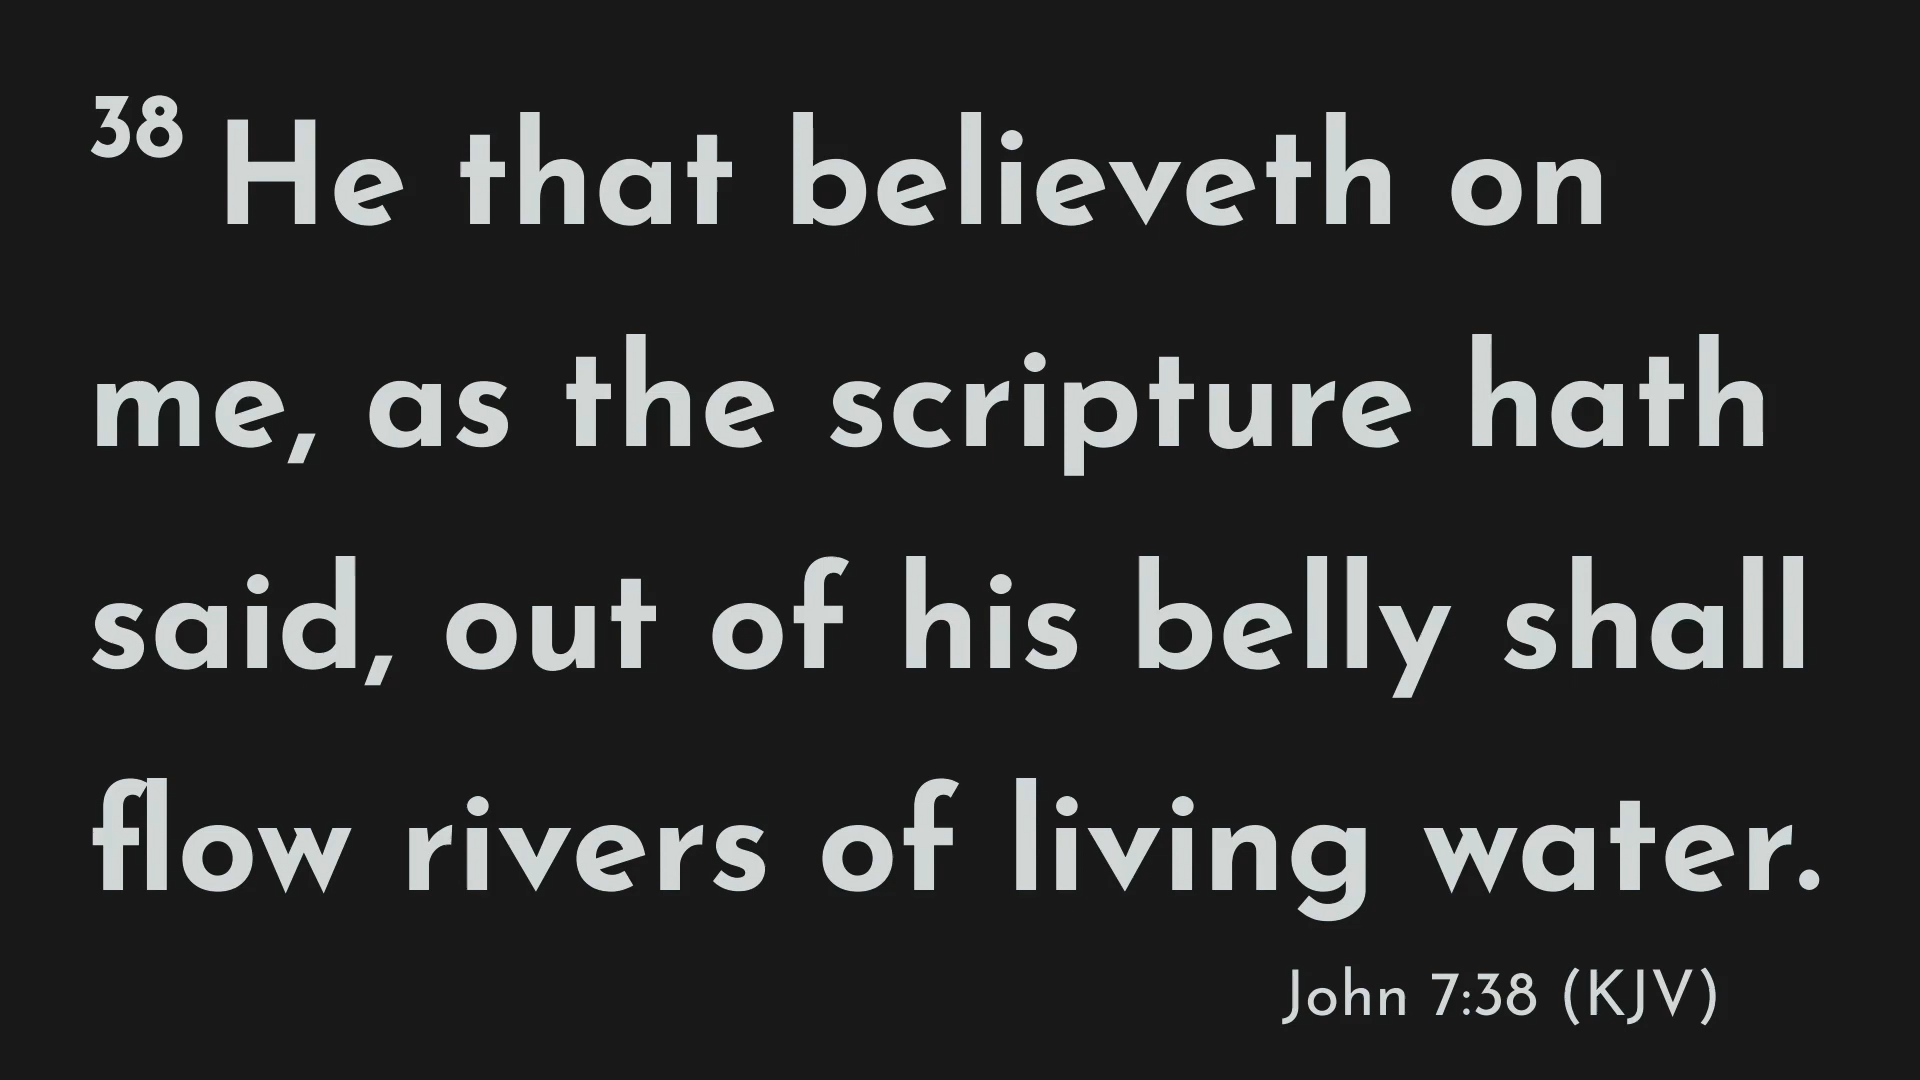 38 He that believeth on
me, as the scripture hath
said, out of his belly shall
flow rivers of living water.
John 7:38 (KJV)